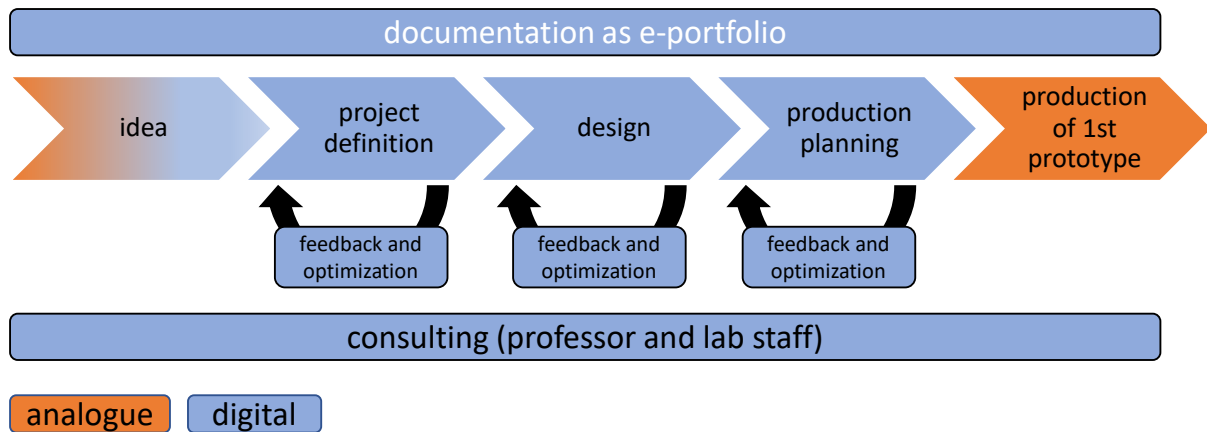 documentation as e-portfolio
idea
project
definition
design
production
planning
production
of 1st
prototype
feedback and
optimization
feedback and
optimization
feedback and
optimization
consulting (professor and lab staff)
analogue
digital